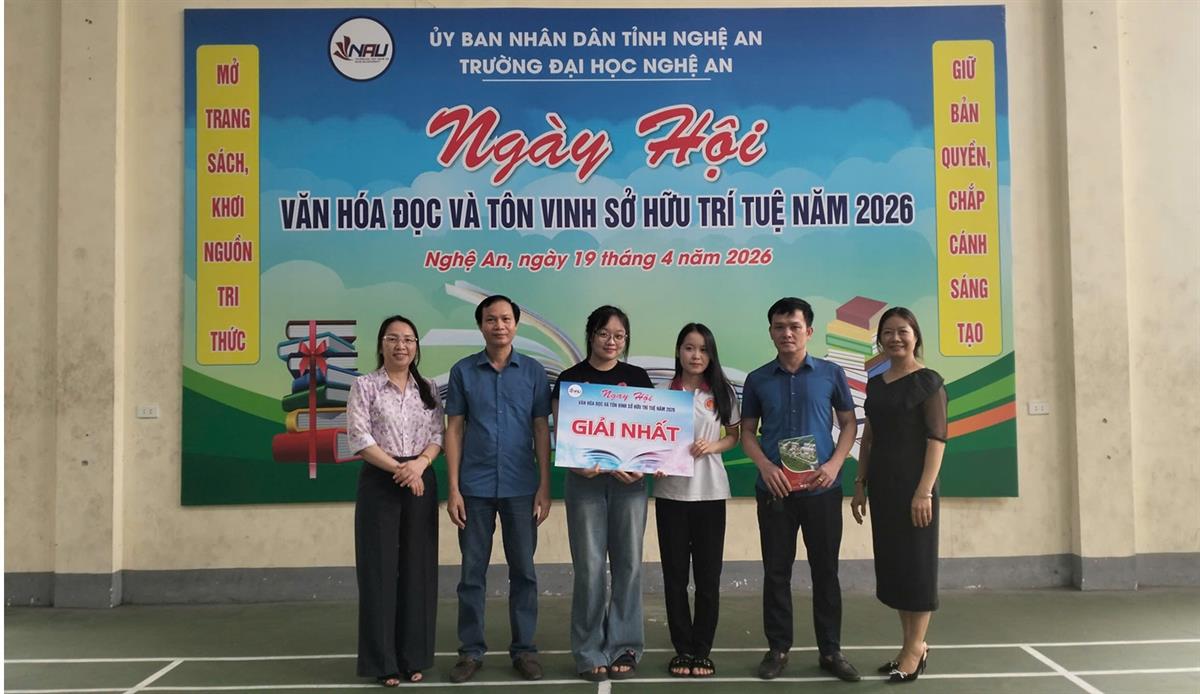 NAU
ỦY BAN NHÂN DÂN TỈNH NGHỆ AN
TRƯỜNG ĐẠI HỌC NGHỆ AN
Ngày Hội
VĂN HÓA ĐỌC VÀ TÔN VINH SỞ HỮU TRÍ TUỆ NĂM 2026
Nghệ An, ngày 19 tháng 4 năm 2026
MỞ
TRANG
SÁCH,
KHƠI
NGUỒN
TRI
THỨC
GIỮ
BẢN
QUYỀN,
CHẮP
CÁNH
SÁNG
TẠO
Ngày Hội
VĂN HÓA ĐỌC VÀ TÔN VINH SỞ HỮU TRÍ TUỆ NĂM 2026
GIẢI NHẤT